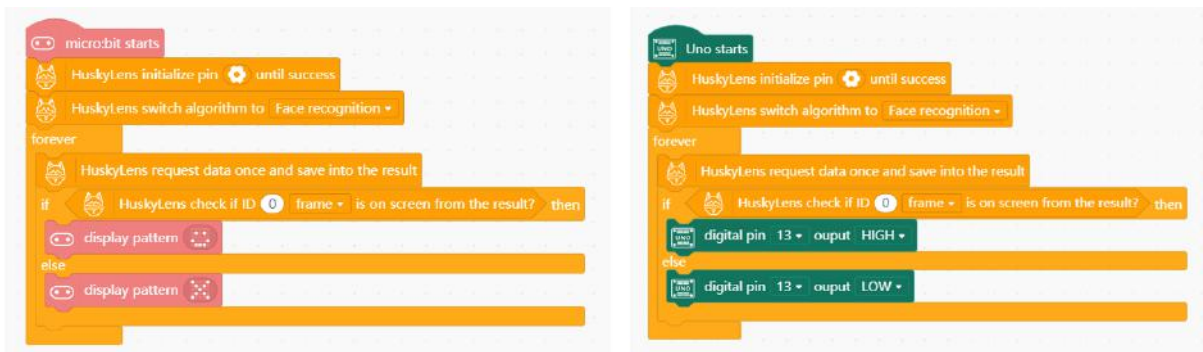 micro:bit starts
HuskyLens initialize pin until success
HuskyLens switch algorithm to Face recognition
forever
HuskyLens request data once and save into the result
if HuskyLens check if ID 0 frame is on screen from the result? then
display pattern
else
display pattern
UNO Uno starts
HuskyLens initialize pin until success
HuskyLens switch algorithm to Face recognition
forever
HuskyLens request data once and save into the result
if HuskyLens check if ID 0 frame is on screen from the result? then
UNO digital pin 13 ouput HIGH
else
UNO digital pin 13 ouput LOW